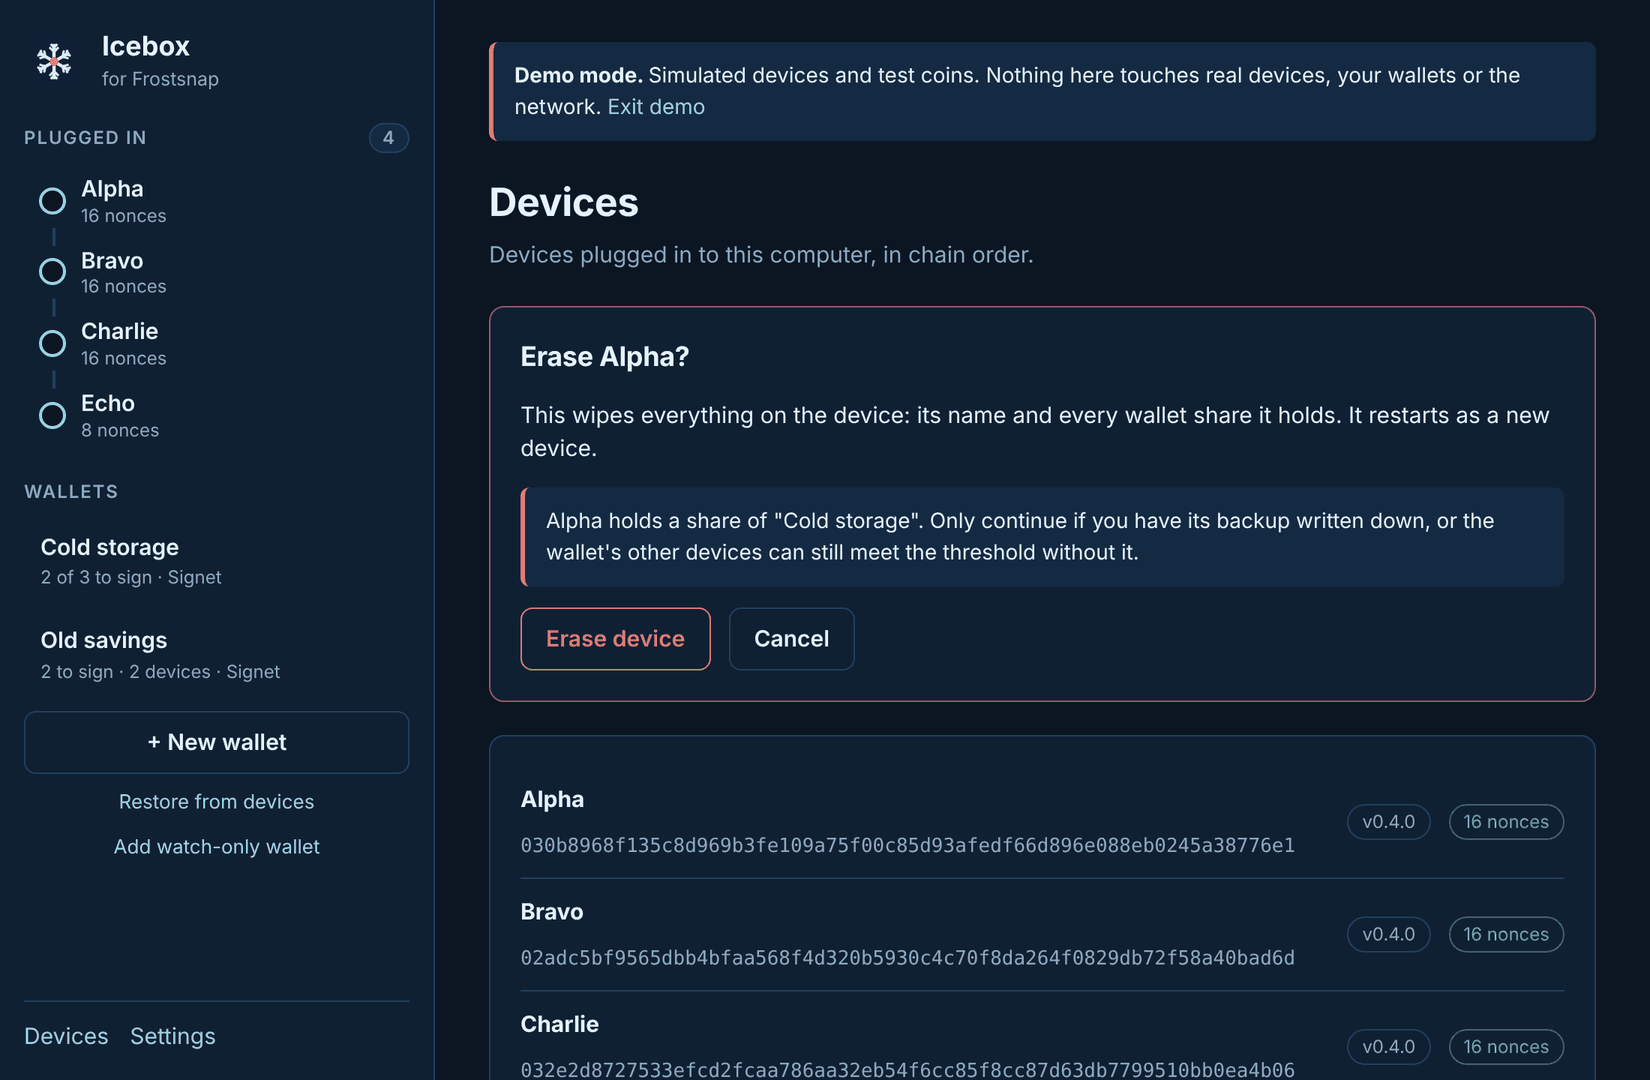 Icebox
for Frostsnap
PLUGGED IN
4
Alpha
16 nonces
Bravo
16 nonces
Charlie
16 nonces
Echo
8 nonces
WALLETS
Cold storage
2 of 3 to sign · Signet
Old savings
2 to sign · 2 devices · Signet
+ New wallet
Restore from devices
Add watch-only wallet
Devices Settings
Demo mode. Simulated devices and test coins. Nothing here touches real devices, your wallets or the
network. Exit demo
Devices
Devices plugged in to this computer, in chain order.
Erase Alpha?
This wipes everything on the device: its name and every wallet share it holds. It restarts as a new
device.
Alpha holds a share of "Cold storage". Only continue if you have its backup written down, or the
wallet's other devices can still meet the threshold without it.
Erase device Cancel
Alpha
030b8968f135c8d969b3fe109a75f00c85d93afedf66d896e088eb0245a38776e1
v0.4.0 16 nonces
Bravo
02adc5bf9565dbb4bfaa568f4d320b5930c4c70f8da264f0829db72f58a40bad6d
v0.4.0 16 nonces
Charlie
032e2d8727533efcd2fcaa786aa32eb54f6cc85f8cc87d63db7799510bb0ea4b06
v0.4.0 16 nonces